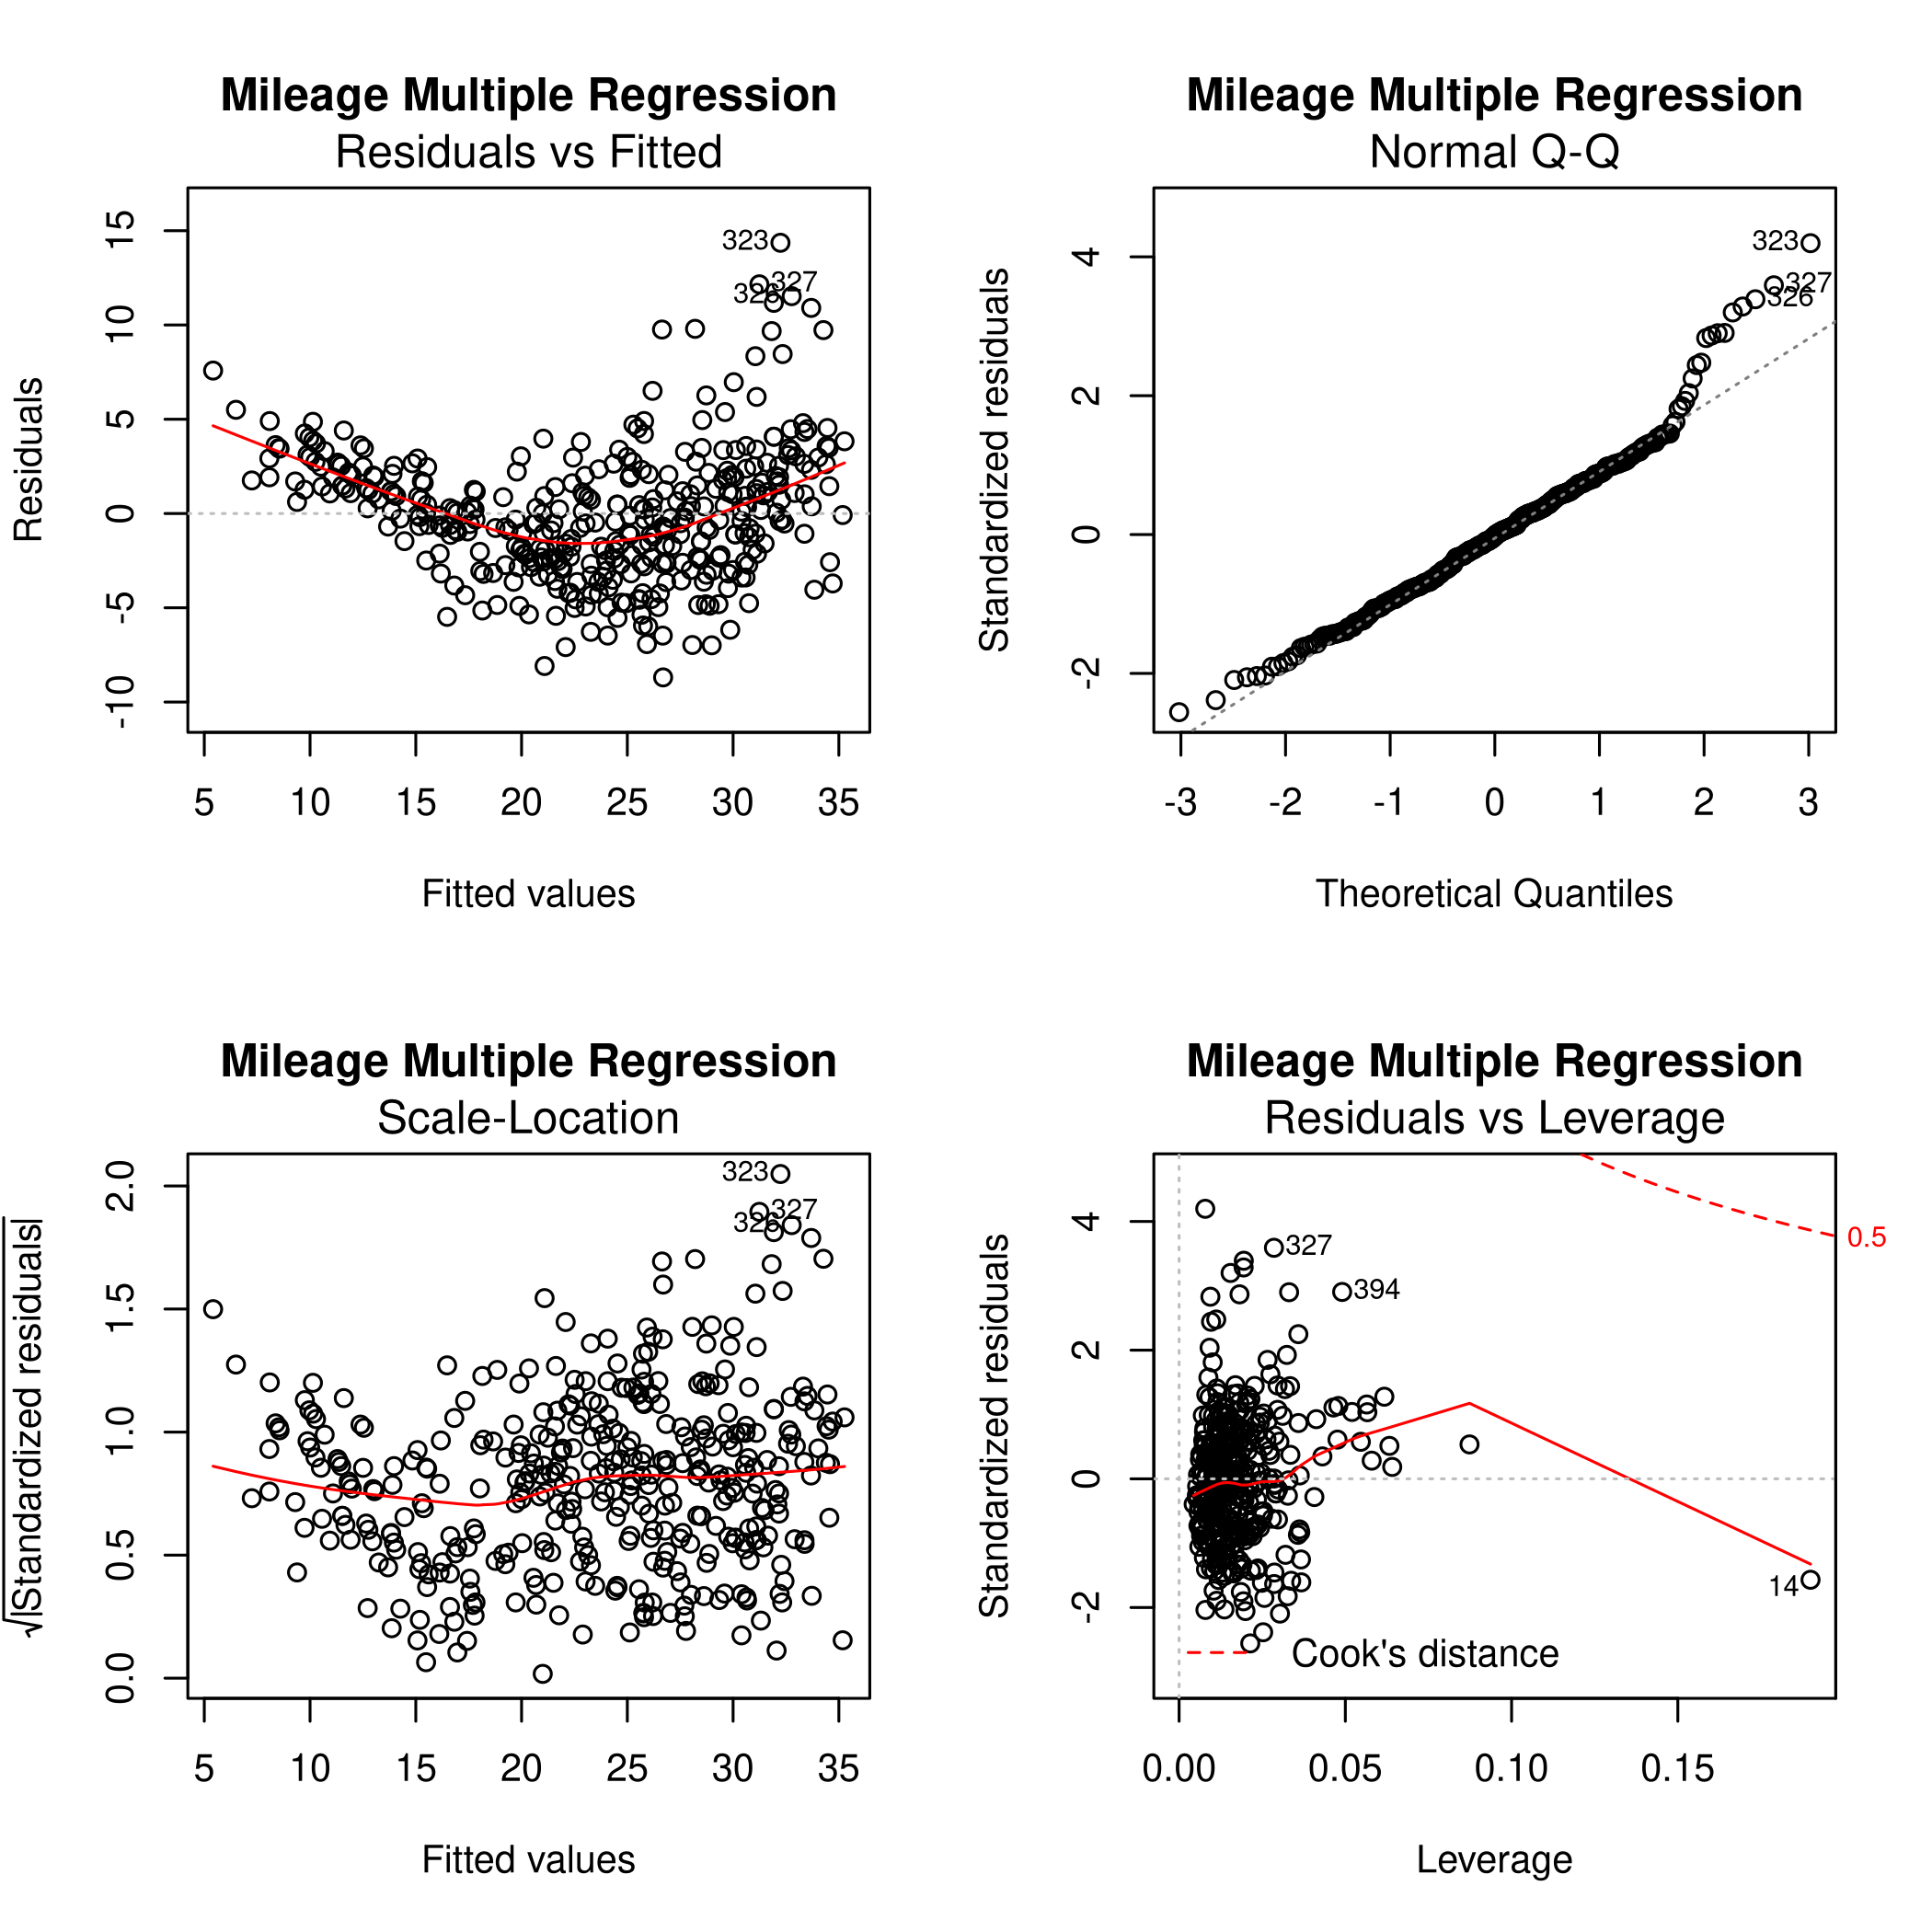 Mileage Multiple Regression
Residuals vs Fitted
Residuals
15
10
5
0
-5
-10
323
327
326
5 10 15 20 25 30 35
Fitted values
Mileage Multiple Regression
Normal Q-Q
Standardized residuals
4
2
0
-2
323
327
326
-3 -2 -1 0 1 2 3
Theoretical Quantiles
Mileage Multiple Regression
Scale-Location
√|Standardized residuals|
2.0
1.5
1.0
0.5
0.0
323
327
326
5 10 15 20 25 30 35
Fitted values
Mileage Multiple Regression
Residuals vs Leverage
Standardized residuals
4
2
0
-2
0.5
327
394
14
Cook's distance
0.00 0.05 0.10 0.15
Leverage